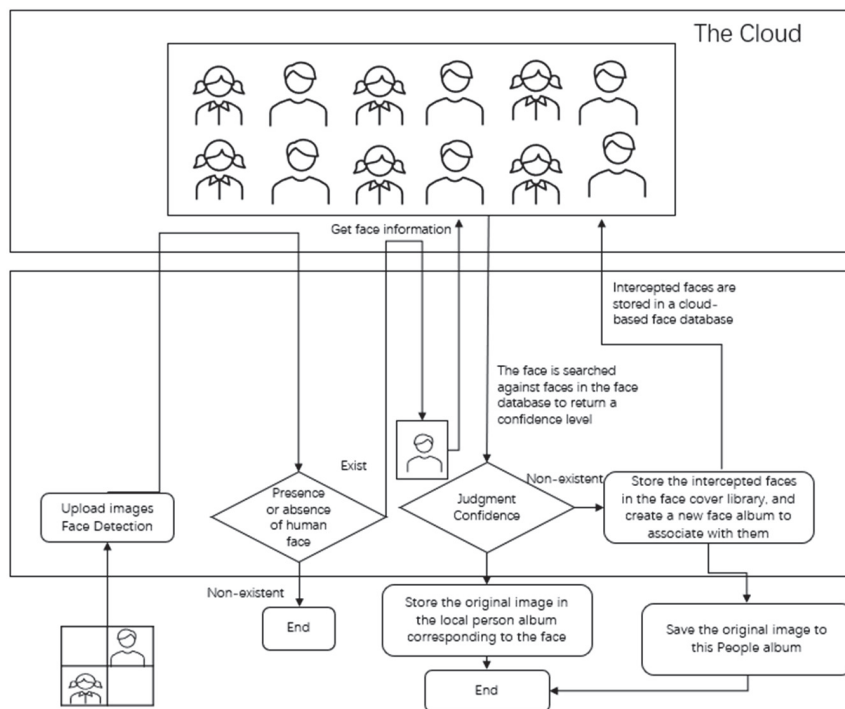 The Cloud
Get face information
Intercepted faces are
stored in a cloud-
based face database
The face is searched
against faces in the face
database to return a
confidence level
Exist
Upload images
Face Detection
Presence
or absence
of human
face
Judgment
Confidence
Non-existent
Store the intercepted faces
in the face cover library, and
create a new face album to
associate with them
Non-existent
End
Store the original image in
the local person album
corresponding to the face
Save the original image to
this People album
End